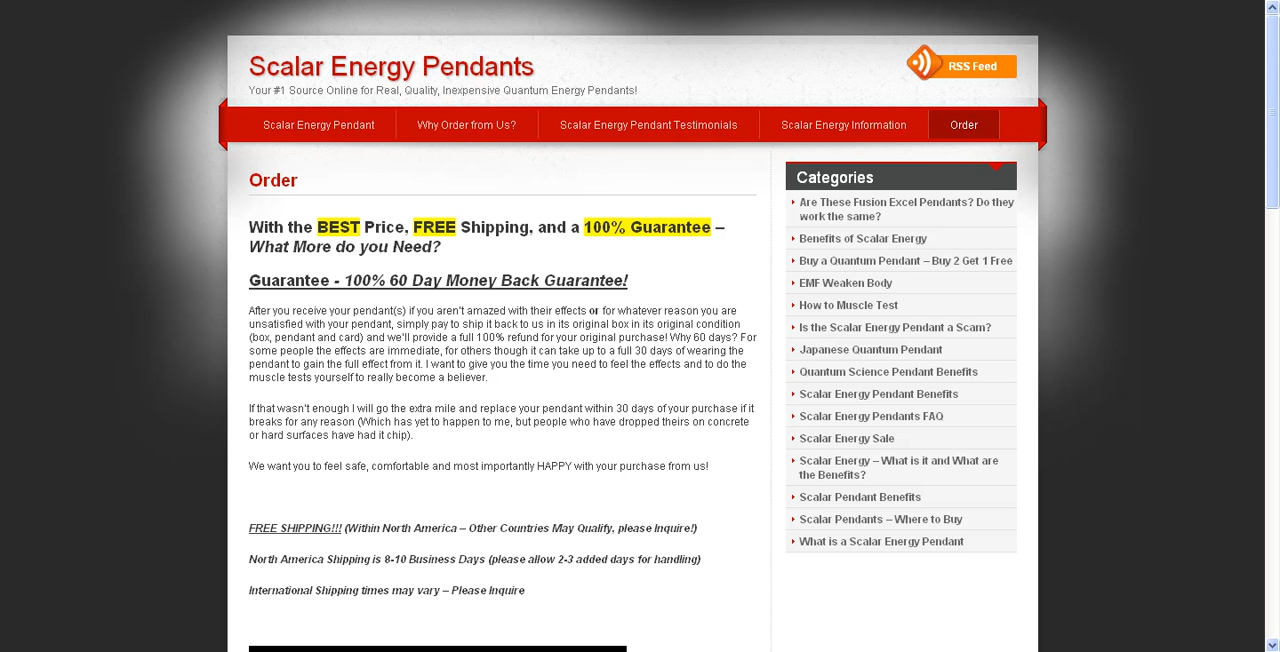 Scalar Energy Pendants
Your #1 Source Online for Real, Quality, Inexpensive Quantum Energy Pendants!
RSS Feed
Scalar Energy Pendant
Why Order from Us?
Scalar Energy Pendant Testimonials
Scalar Energy Information
Order
Order
With the BEST Price, FREE Shipping, and a 100% Guarantee –
What More do you Need?
Guarantee - 100% 60 Day Money Back Guarantee!
After you receive your pendant(s) if you aren't amazed with their effects or for whatever reason you are
unsatisfied with your pendant, simply pay to ship it back to us in its original box in its original condition
(box, pendant and card) and we'll provide a full 100% refund for your original purchase! Why 60 days? For
some people the effects are immediate, for others though it can take up to a full 30 days of wearing the
pendant to gain the full effect from it. I want to give you the time you need to feel the effects and to do the
muscle tests yourself to really become a believer.
If that wasn't enough I will go the extra mile and replace your pendant within 30 days of your purchase if it
breaks for any reason (Which has yet to happen to me, but people who have dropped theirs on concrete
or hard surfaces have had it chip).
We want you to feel safe, comfortable and most importantly HAPPY with your purchase from us!
FREE SHIPPING!!! (Within North America – Other Countries May Qualify, please Inquire!)
North America Shipping is 8-10 Business Days (please allow 2-3 added days for handling)
International Shipping times may vary – Please Inquire
Categories
Are These Fusion Excel Pendants? Do they
work the same?
Benefits of Scalar Energy
Buy a Quantum Pendant – Buy 2 Get 1 Free
EMF Weaken Body
How to Muscle Test
Is the Scalar Energy Pendant a Scam?
Japanese Quantum Pendant
Quantum Science Pendant Benefits
Scalar Energy Pendant Benefits
Scalar Energy Pendants FAQ
Scalar Energy Sale
Scalar Energy – What is it and What are
the Benefits?
Scalar Pendant Benefits
Scalar Pendants – Where to Buy
What is a Scalar Energy Pendant